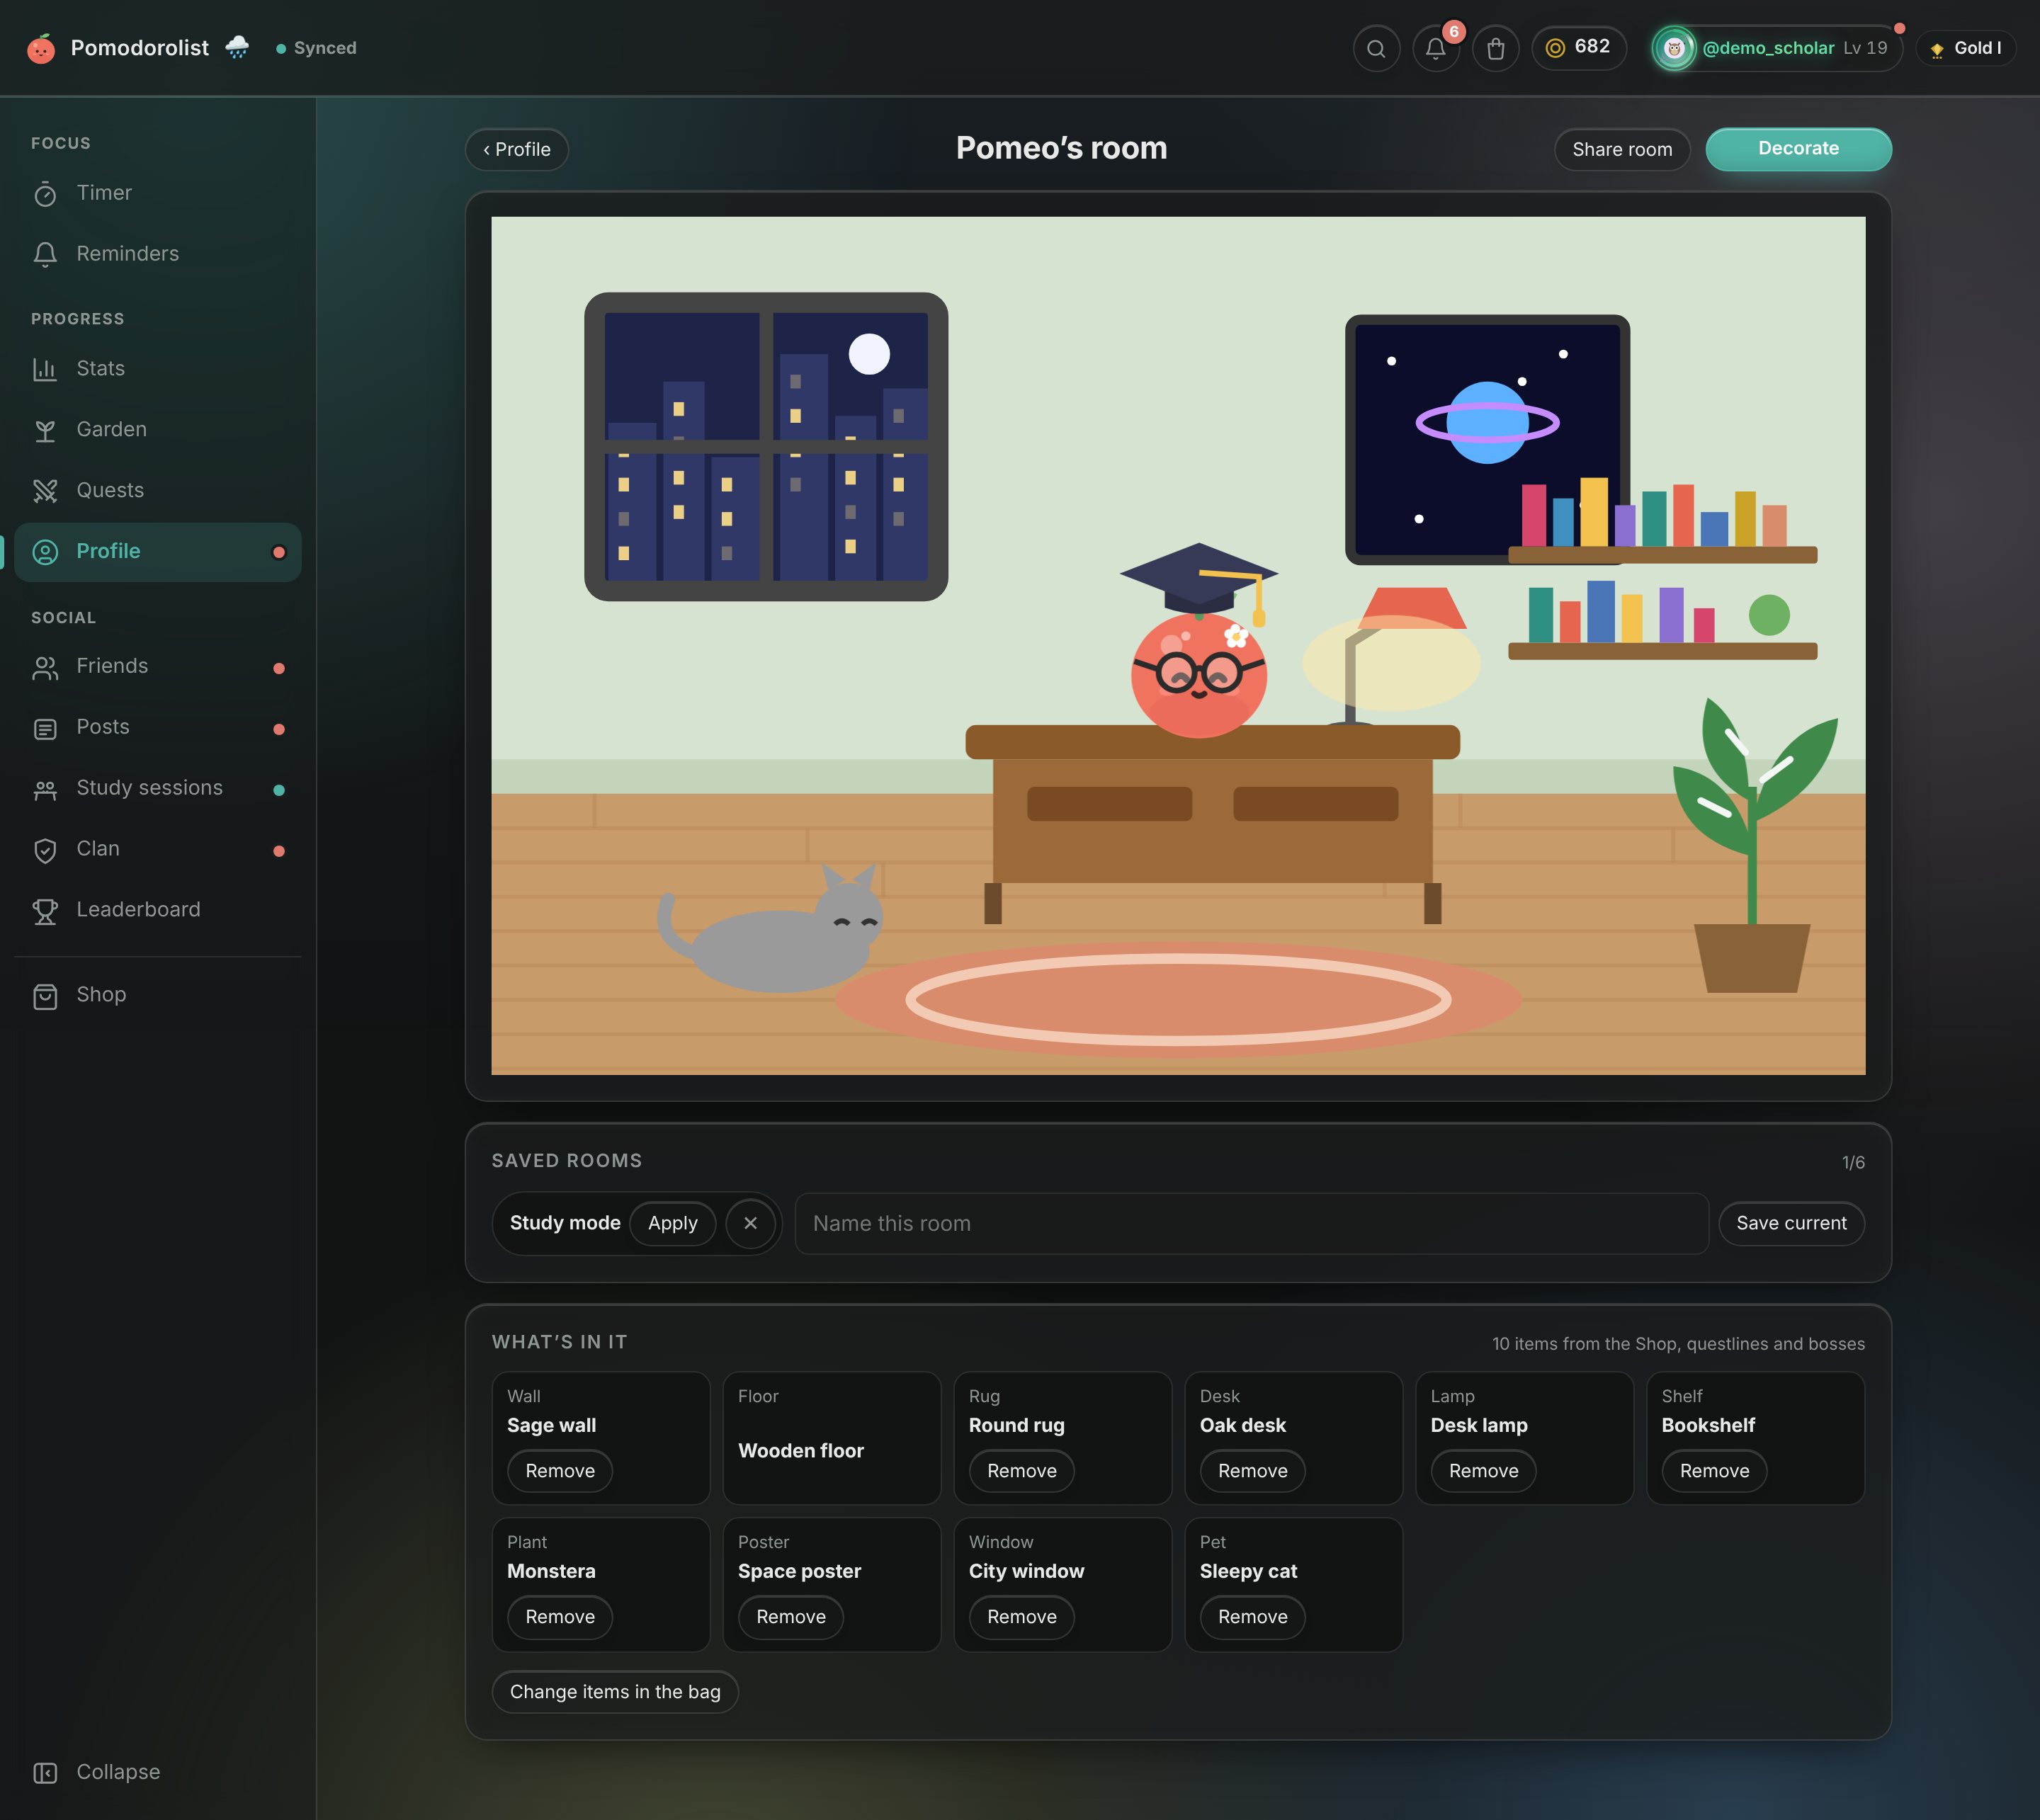 Pomodorolist
Synced
6
682
@demo_scholar Lv 19
Gold I
FOCUS
Timer
Reminders
PROGRESS
Stats
Garden
Quests
Profile
SOCIAL
Friends
Posts
Study sessions
Clan
Leaderboard
Shop
Collapse
‹ Profile
Pomeo’s room
Share room
Decorate
SAVED ROOMS
1/6
Study mode
Apply
Name this room
Save current
WHAT’S IN IT
10 items from the Shop, questlines and bosses
Wall
Sage wall
Remove
Floor
Wooden floor
Rug
Round rug
Remove
Desk
Oak desk
Remove
Lamp
Desk lamp
Remove
Shelf
Bookshelf
Remove
Plant
Monstera
Remove
Poster
Space poster
Remove
Window
City window
Remove
Pet
Sleepy cat
Remove
Change items in the bag